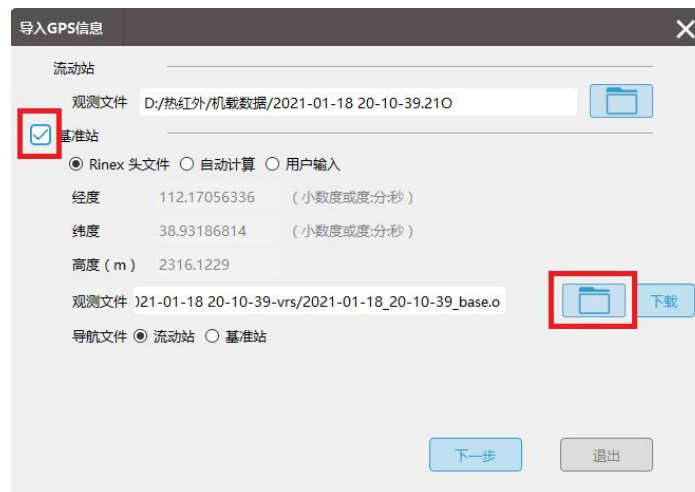 导入GPS信息
流动站
观测文件 D:/热红外/机载数据/2021-01-18 20-10-39.21O
基准站
Rinex 头文件 自动计算 用户输入
经度 112.17056336 (小数度或度:分:秒)
纬度 38.93186814 (小数度或度:分:秒)
高度(m) 2316.1229
观测文件 )21-01-18 20-10-39-vrs/2021-01-18_20-10-39_base.o 下载
导航文件 流动站 基准站
下一步 退出